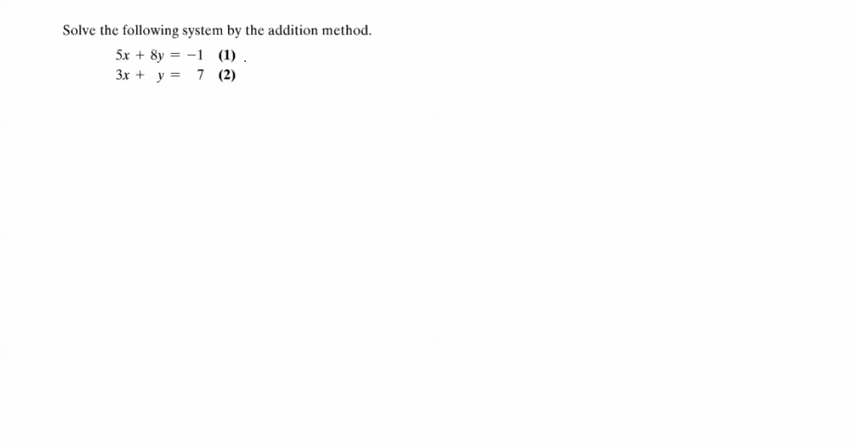 Solve the following system by the addition method.
5x + 8y = −1 (1) .
3x + y = 7 (2)